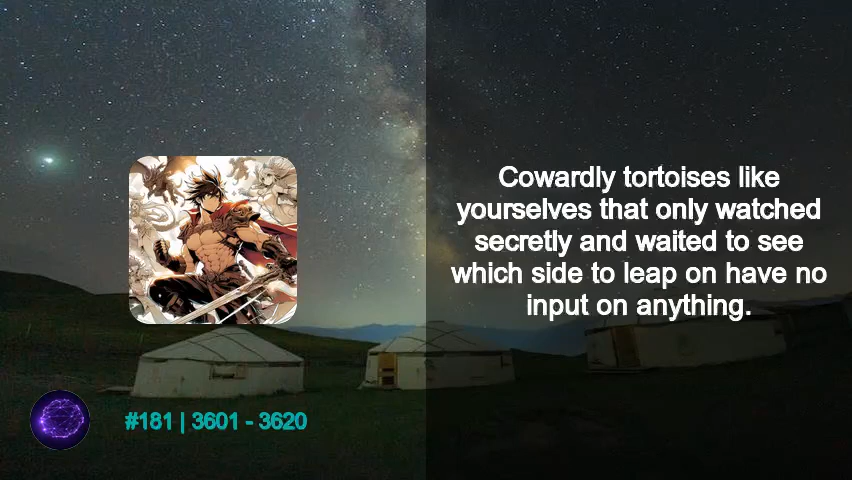 Cowardly tortoises like
yourselves that only watched
secretly and waited to see
which side to leap on have no
input on anything.
#181 | 3601 - 3620